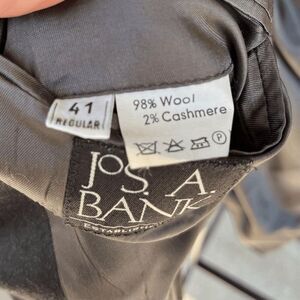 41
REGULAR
98% Wool
2% Cashmere
P
JOS. A.
BANK